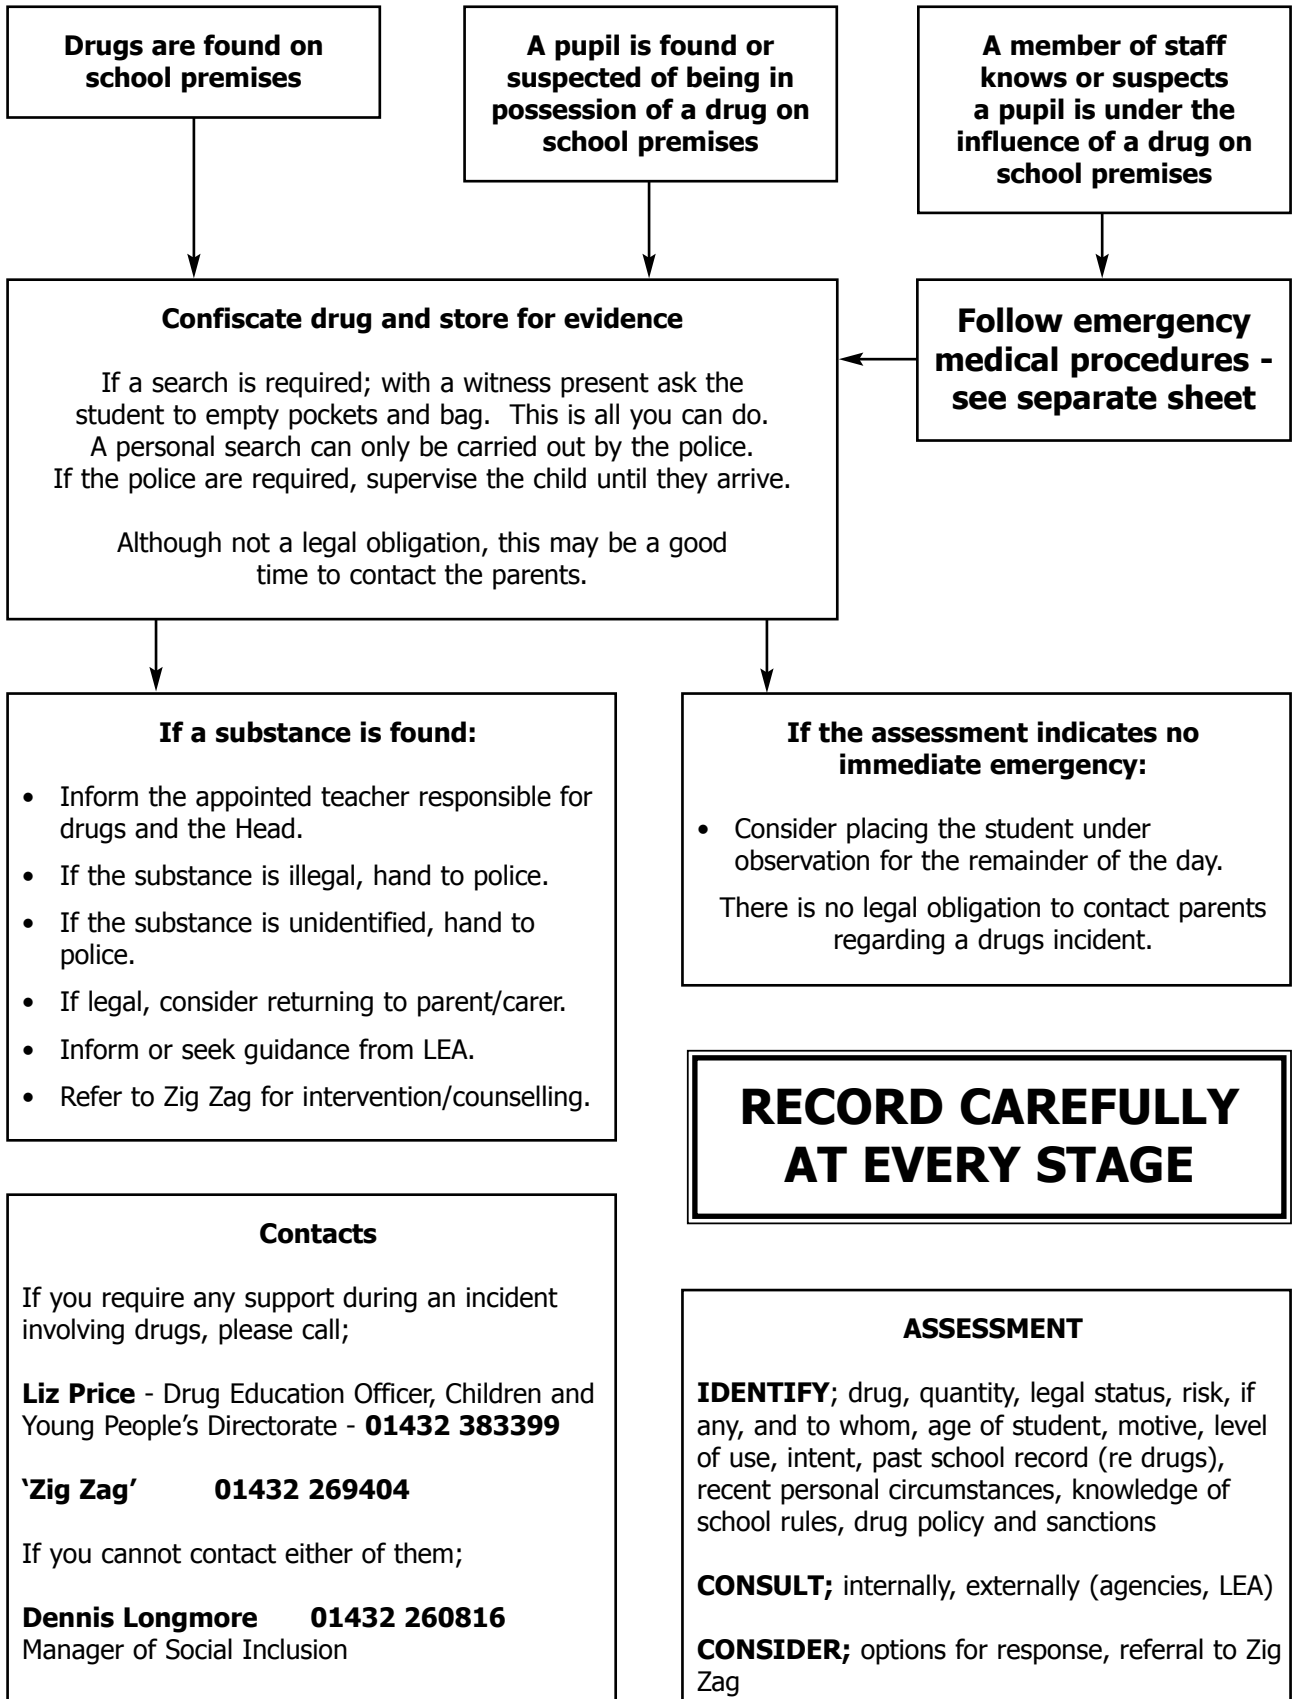 Drugs are found on
school premises
A pupil is found or
suspected of being in
possession of a drug on
school premises
A member of staff
knows or suspects
a pupil is under the
influence of a drug on
school premises
Confiscate drug and store for evidence
If a search is required; with a witness present ask the
student to empty pockets and bag.  This is all you can do.
A personal search can only be carried out by the police.
If the police are required, supervise the child until they arrive.
Although not a legal obligation, this may be a good
time to contact the parents.
Follow emergency
medical procedures -
see separate sheet
If a substance is found:
• Inform the appointed teacher responsible for
drugs and the Head.
• If the substance is illegal, hand to police.
• If the substance is unidentified, hand to
police.
• If legal, consider returning to parent/carer.
• Inform or seek guidance from LEA.
• Refer to Zig Zag for intervention/counselling.
If the assessment indicates no
immediate emergency:
• Consider placing the student under
observation for the remainder of the day.
There is no legal obligation to contact parents
regarding a drugs incident.
RECORD CAREFULLY
AT EVERY STAGE
Contacts
If you require any support during an incident
involving drugs, please call;
Liz Price - Drug Education Officer, Children and
Young People's Directorate - 01432 383399
‘Zig Zag’ 01432 269404
If you cannot contact either of them;
Dennis Longmore 01432 260816
Manager of Social Inclusion
ASSESSMENT
IDENTIFY; drug, quantity, legal status, risk, if
any, and to whom, age of student, motive, level
of use, intent, past school record (re drugs),
recent personal circumstances, knowledge of
school rules, drug policy and sanctions
CONSULT; internally, externally (agencies, LEA)
CONSIDER; options for response, referral to Zig
Zag